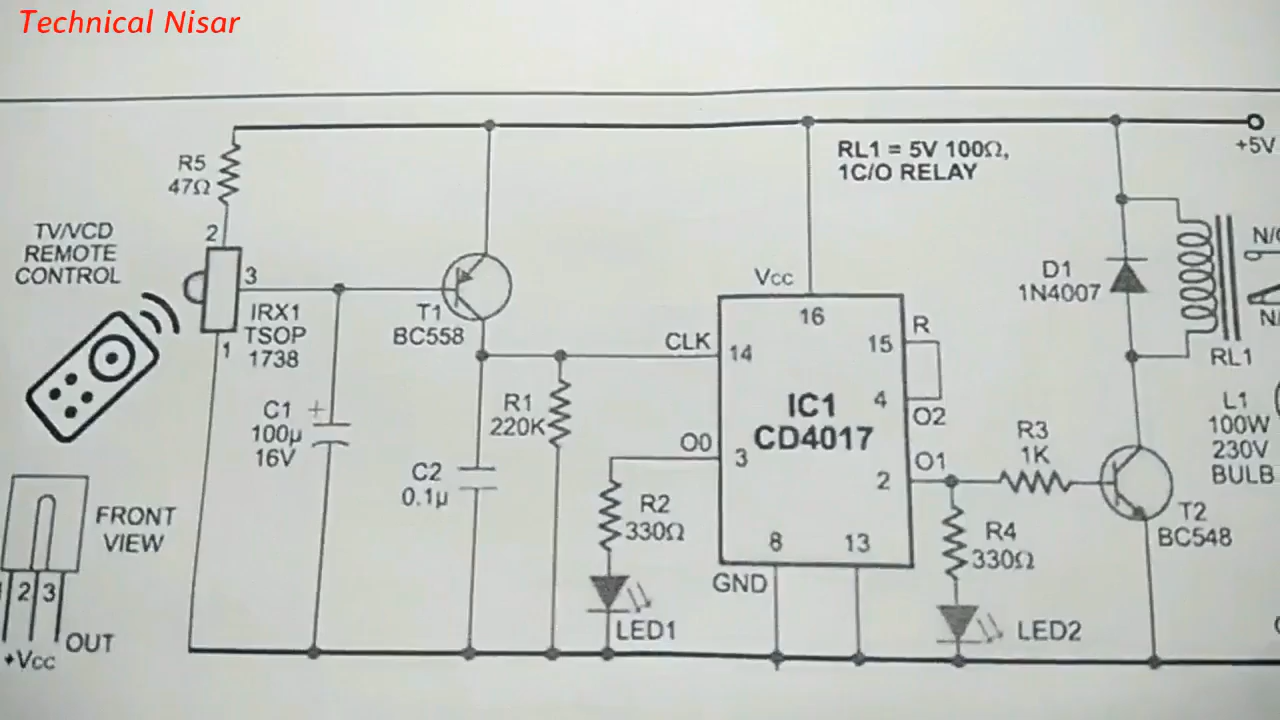 Technical Nisar
R5
47Ω
TV/VCD
REMOTE
CONTROL
2
3
1
IRX1
TSOP
1738
T1
BC558
C1
100µ
16V
+
C2
0.1µ
R1
220K
FRONT
VIEW
2 3
OUT
+Vcc
CLK
Vcc
16
14
15
R
4
O2
IC1
CD4017
O0
3
2
O1
8
13
GND
R2
330Ω
LED1
R3
1K
R4
330Ω
LED2
RL1 = 5V 100Ω,
1C/O RELAY
+5V
D1
1N4007
RL1
L1
100W
230V
BULB
T2
BC548